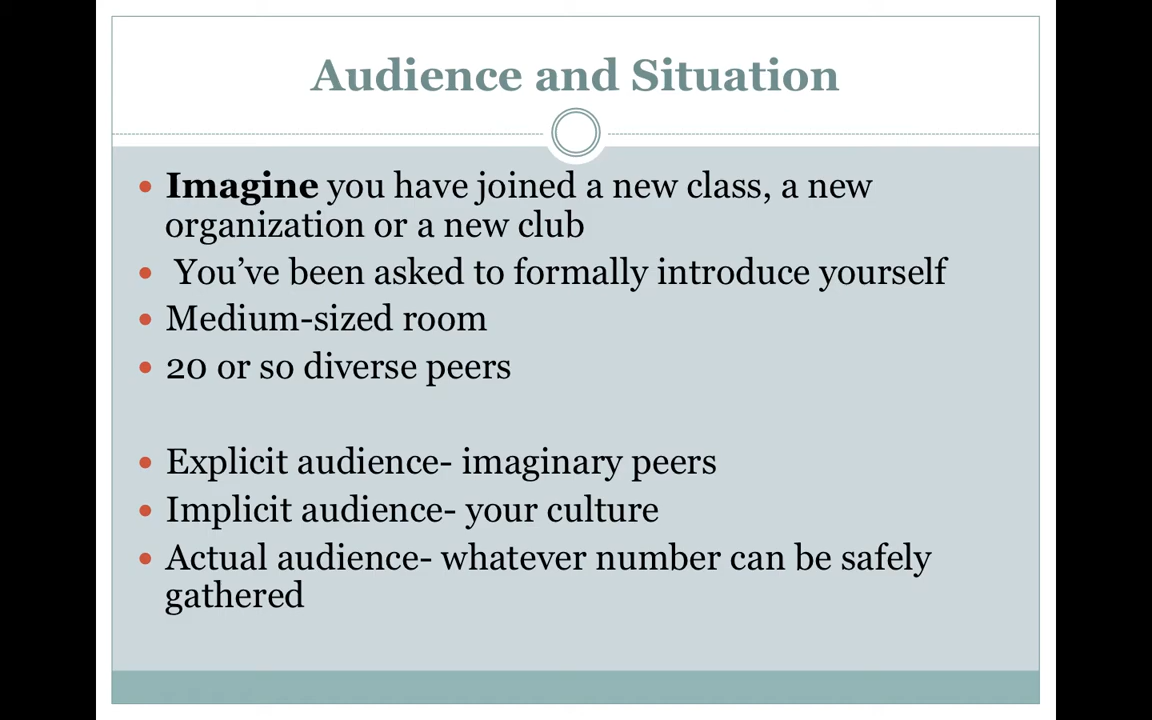 Audience and Situation
• Imagine you have joined a new class, a new
organization or a new club
• You’ve been asked to formally introduce yourself
• Medium-sized room
• 20 or so diverse peers
• Explicit audience- imaginary peers
• Implicit audience- your culture
• Actual audience- whatever number can be safely
gathered